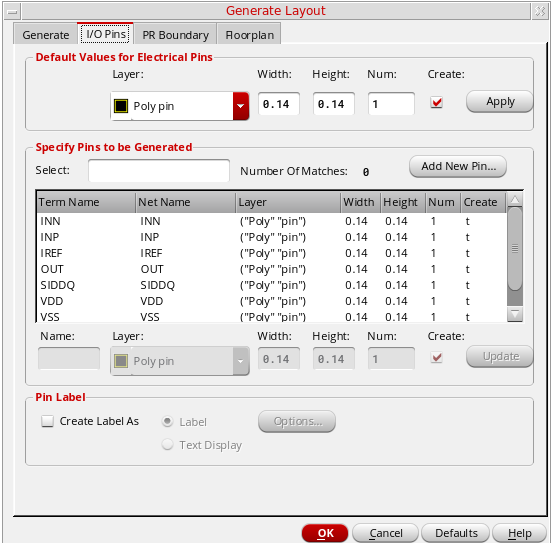 Generate Layout
Generate I/O Pins PR Boundary Floorplan
Default Values for Electrical Pins
Layer: Width: Height: Num: Create:
Poly pin 0.14 0.14 1 Apply
Specify Pins to be Generated
Select: Number Of Matches: 0 Add New Pin...
Term Name Net Name Layer Width Height Num Create
INN INN ("Poly" "pin") 0.14 0.14 1 t
INP INP ("Poly" "pin") 0.14 0.14 1 t
IREF IREF ("Poly" "pin") 0.14 0.14 1 t
OUT OUT ("Poly" "pin") 0.14 0.14 1 t
SIDDQ SIDDQ ("Poly" "pin") 0.14 0.14 1 t
VDD VDD ("Poly" "pin") 0.14 0.14 1 t
VSS VSS ("Poly" "pin") 0.14 0.14 1 t
Name: Layer: Width: Height: Num: Create:
Poly pin 0.14 0.14 1 Update
Pin Label
Create Label As Label Options...
Text Display
OK Cancel Defaults Help